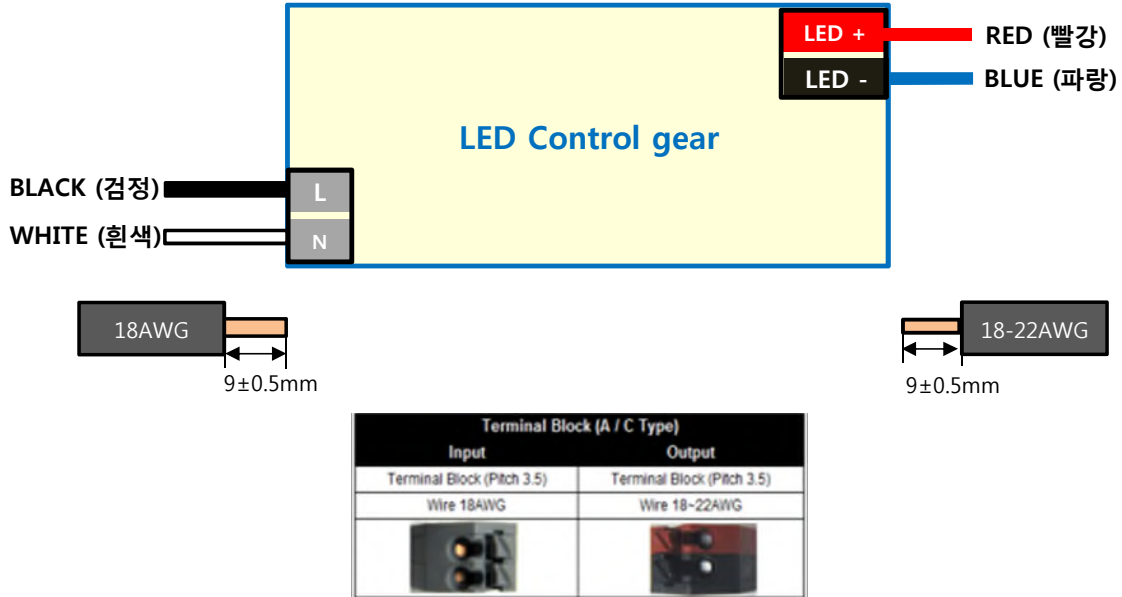 LED +
RED (빨강)
LED -
BLUE (파랑)
LED Control gear
BLACK (검정)
L
WHITE (흰색)
N
18AWG
18-22AWG
9±0.5mm
9±0.5mm
Terminal Block (A / C Type)
Input Output
Terminal Block (Pitch 3.5) Terminal Block (Pitch 3.5)
Wire 18AWG Wire 18~22AWG